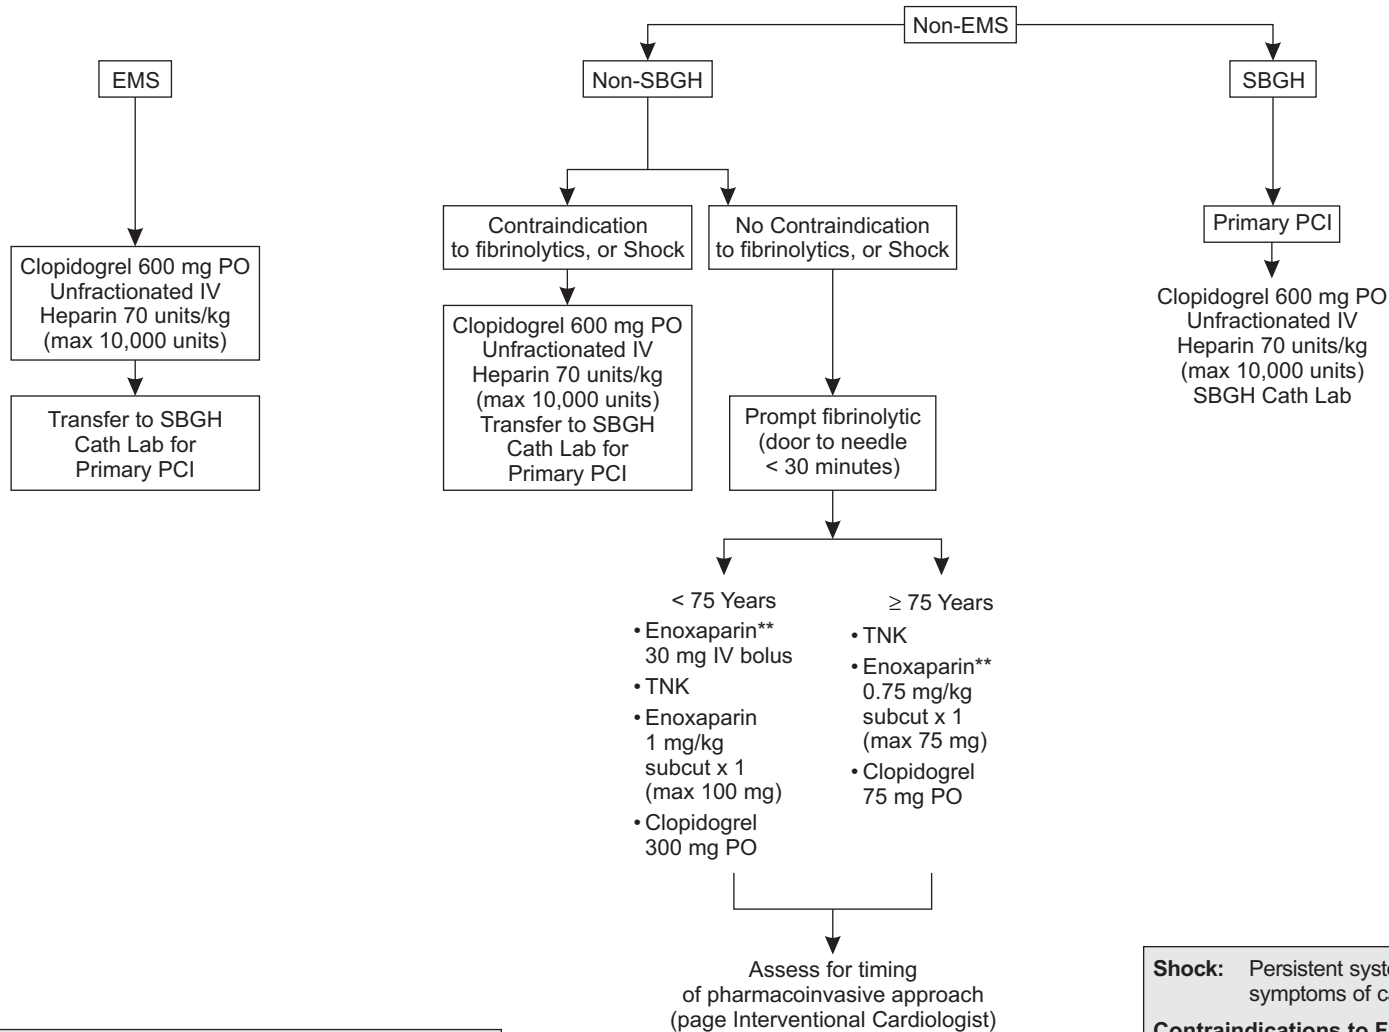 Non-EMS
EMS
Non-SBGH
SBGH
Contraindication
to fibrinolytics, or Shock
No Contraindication
to fibrinolytics, or Shock
Primary PCI
Clopidogrel 600 mg PO
Unfractionated IV
Heparin 70 units/kg
(max 10,000 units)
Transfer to SBGH
Cath Lab for
Primary PCI
Clopidogrel 600 mg PO
Unfractionated IV
Heparin 70 units/kg
(max 10,000 units)
Transfer to SBGH
Cath Lab for
Primary PCI
Prompt fibrinolytic
(door to needle
< 30 minutes)
Clopidogrel 600 mg PO
Unfractionated IV
Heparin 70 units/kg
(max 10,000 units)
SBGH Cath Lab
< 75 Years
• Enoxaparin**
30 mg IV bolus
• TNK
• Enoxaparin
1 mg/kg
subcut x 1
(max 100 mg)
• Clopidogrel
300 mg PO
≥ 75 Years
• TNK
• Enoxaparin**
0.75 mg/kg
subcut x 1
(max 75 mg)
• Clopidogrel
75 mg PO
Assess for timing
of pharmacoinvasive approach
(page Interventional Cardiologist)
Shock: Persistent
symptoms of
Contraindications to